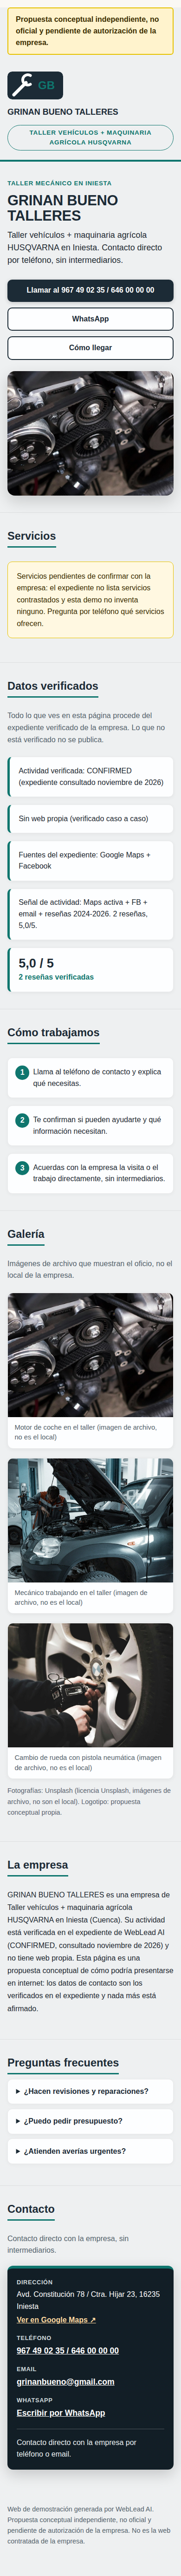 Propuesta conceptual independiente, no
oficial y pendiente de autorización de la
empresa.
GB
GRINAN BUENO TALLERES
TALLER VEHÍCULOS + MAQUINARIA
AGRÍCOLA HUSQVARNA
TALLER MECÁNICO EN INIESTA
GRINAN BUENO
TALLERES
Taller vehículos + maquinaria agrícola
HUSQVARNA en Iniesta. Contacto directo
por teléfono, sin intermediarios.
Llamar al 967 49 02 35 / 646 00 00 00
WhatsApp
Cómo llegar
Servicios
Servicios pendientes de confirmar con la
empresa: el expediente no lista servicios
contrastados y esta demo no inventa
ninguno. Pregunta por teléfono qué servicios
ofrecen.
Datos verificados
Todo lo que ves en esta página procede del
expediente verificado de la empresa. Lo que no
está verificado no se publica.
Actividad verificada: CONFIRMED
(expediente consultado noviembre de 2026)
Sin web propia (verificado caso a caso)
Fuentes del expediente: Google Maps +
Facebook
Señal de actividad: Maps activa + FB +
email + reseñas 2024-2026. 2 reseñas,
5,0/5.
5,0 / 5
2 reseñas verificadas
Cómo trabajamos
1 Llama al teléfono de contacto y explica
qué necesitas.
2 Te confirman si pueden ayudarte y qué
información necesitan.
3 Acuerdas con la empresa la visita o el
trabajo directamente, sin intermediarios.
Galería
Imágenes de archivo que muestran el oficio, no el
local de la empresa.
Motor de coche en el taller (imagen de archivo,
no es el local)
Mecánico trabajando en el taller (imagen de
archivo, no es el local)
Cambio de rueda con pistola neumática (imagen
de archivo, no es el local)
Fotografías: Unsplash (licencia Unsplash, imágenes de
archivo, no son el local). Logotipo: propuesta
conceptual propia.
La empresa
GRINAN BUENO TALLERES es una empresa de
Taller vehículos + maquinaria agrícola
HUSQVARNA en Iniesta (Cuenca). Su actividad
está verificada en el expediente de WebLead AI
(CONFIRMED, consultado noviembre de 2026) y
no tiene web propia. Esta página es una
propuesta conceptual de cómo podría presentarse
en internet: los datos de contacto son los
verificados en el expediente y nada más está
afirmado.
Preguntas frecuentes
¿Hacen revisiones y reparaciones?
¿Puedo pedir presupuesto?
¿Atienden averías urgentes?
Contacto
Contacto directo con la empresa, sin
intermediarios.
DIRECCIÓN
Avd. Constitución 78 / Ctra. Híjar 23, 16235
Iniesta
Ver en Google Maps ↗
TELÉFONO
967 49 02 35 / 646 00 00 00
EMAIL
grinanbueno@gmail.com
WHATSAPP
Escribir por WhatsApp
Contacto directo con la empresa por
teléfono o email.
Web de demostración generada por WebLead AI.
Propuesta conceptual independiente, no oficial y
pendiente de autorización de la empresa. No es la web
contratada de la empresa.